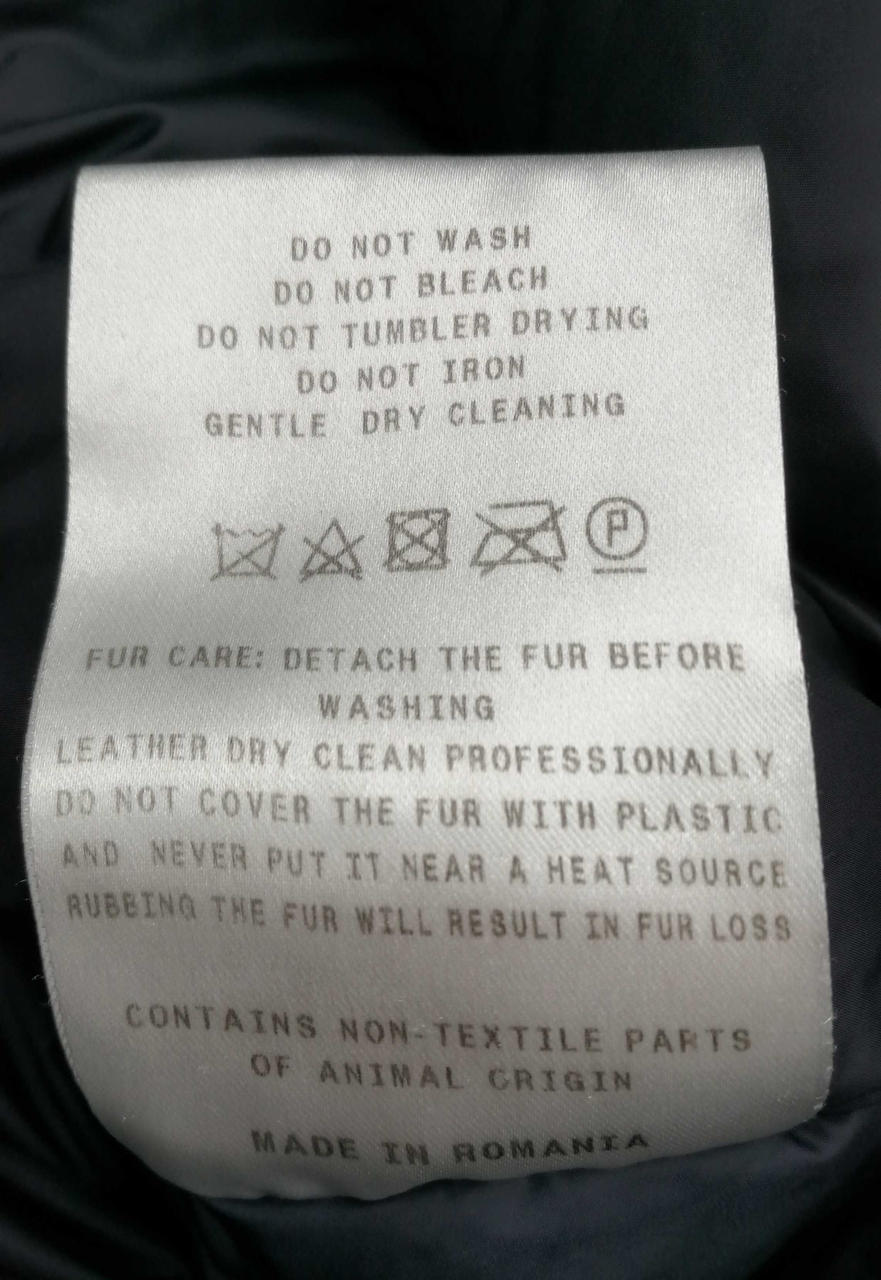 DO NOT WASH
DO NOT BLEACH
DO NOT TUMBLER DRYING
DO NOT IRON
GENTLE DRY CLEANING
P
FUR CARE: DETACH THE FUR BEFORE
WASHING
LEATHER DRY CLEAN PROFESSIONALLY
DO NOT COVER THE FUR WITH PLASTIC
AND NEVER PUT IT NEAR A HEAT SOURCE
RUBBING THE FUR WILL RESULT IN FUR LOSS
CONTAINS NON-TEXTILE PARTS
OF ANIMAL ORIGIN
MADE IN ROMANIA